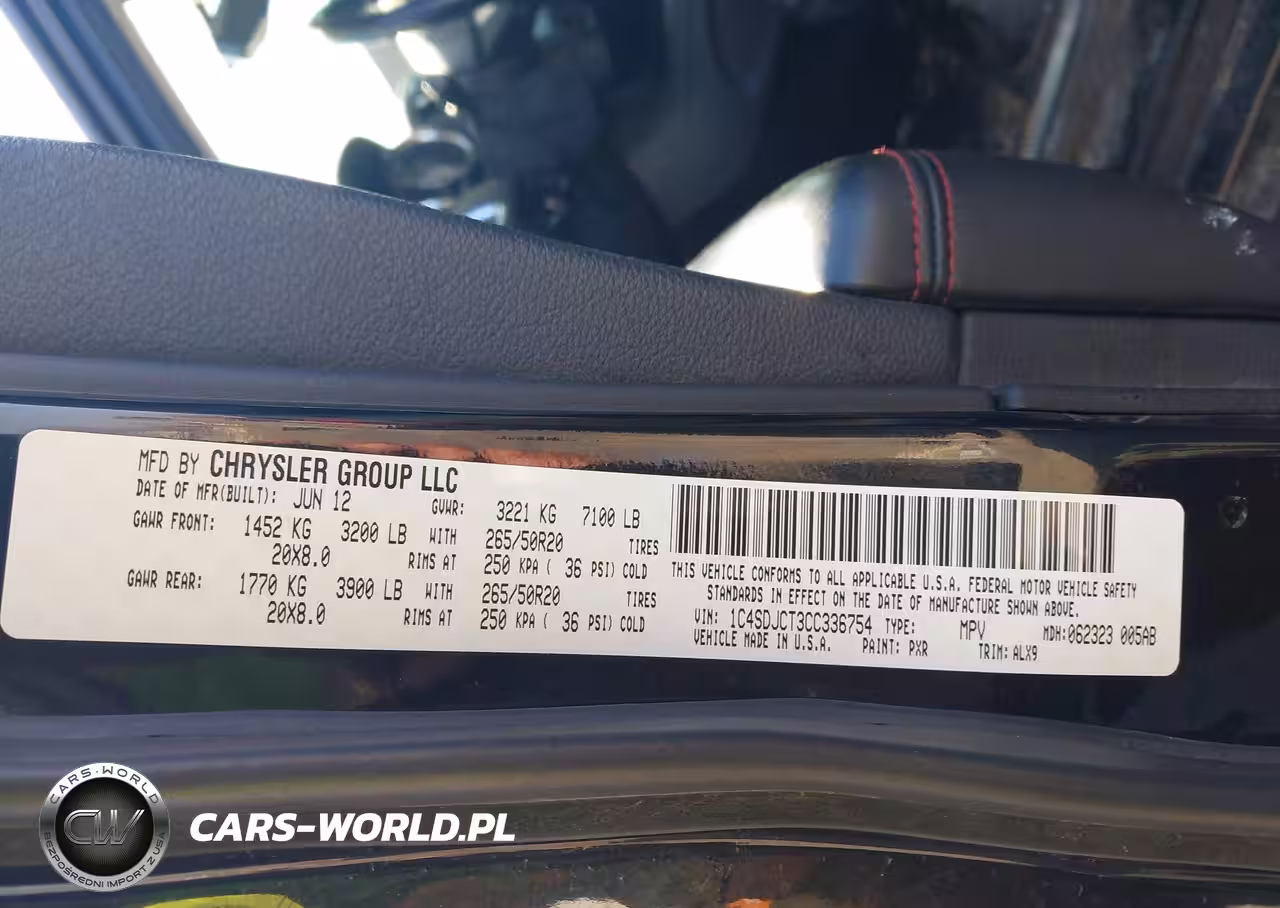 MFD BY CHRYSLER GROUP LLC
DATE OF MFR(BUILT): JUN 12 GVWR: 3221 KG 7100 LB
GAWR FRONT: 1452 KG 3200 LB WITH 265/50R20 TIRES
20X8.0 RIMS AT 250 KPA ( 36 PSI) COLD
GAWR REAR: 1770 KG 3900 LB WITH 265/50R20 TIRES
20X8.0 RIMS AT 250 KPA ( 36 PSI) COLD
THIS VEHICLE CONFORMS TO ALL APPLICABLE U.S.A. FEDERAL MOTOR VEHICLE SAFETY
STANDARDS IN EFFECT ON THE DATE OF MANUFACTURE SHOWN ABOVE.
VIN: 1C4SDJCT3CC336754 TYPE: MPV MDH:062323 005AB
VEHICLE MADE IN U.S.A. PAINT: PXR TRIM: ALX9
CARS-WORLD
CW
BEZPOŚREDNI IMPORT Z USA
CARS-WORLD.PL